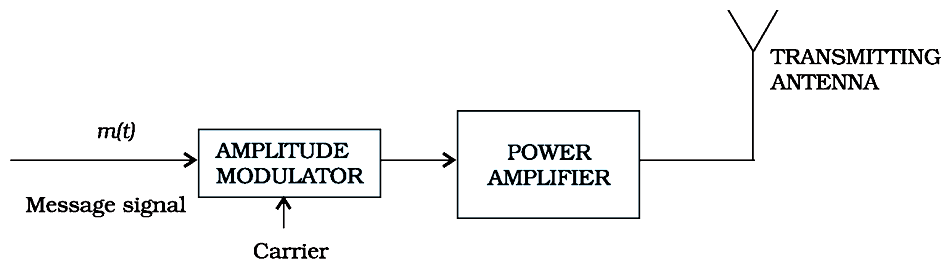 m(t)
Message signal
AMPLITUDE
MODULATOR
Carrier
POWER
AMPLIFIER
TRANSMITTING
ANTENNA